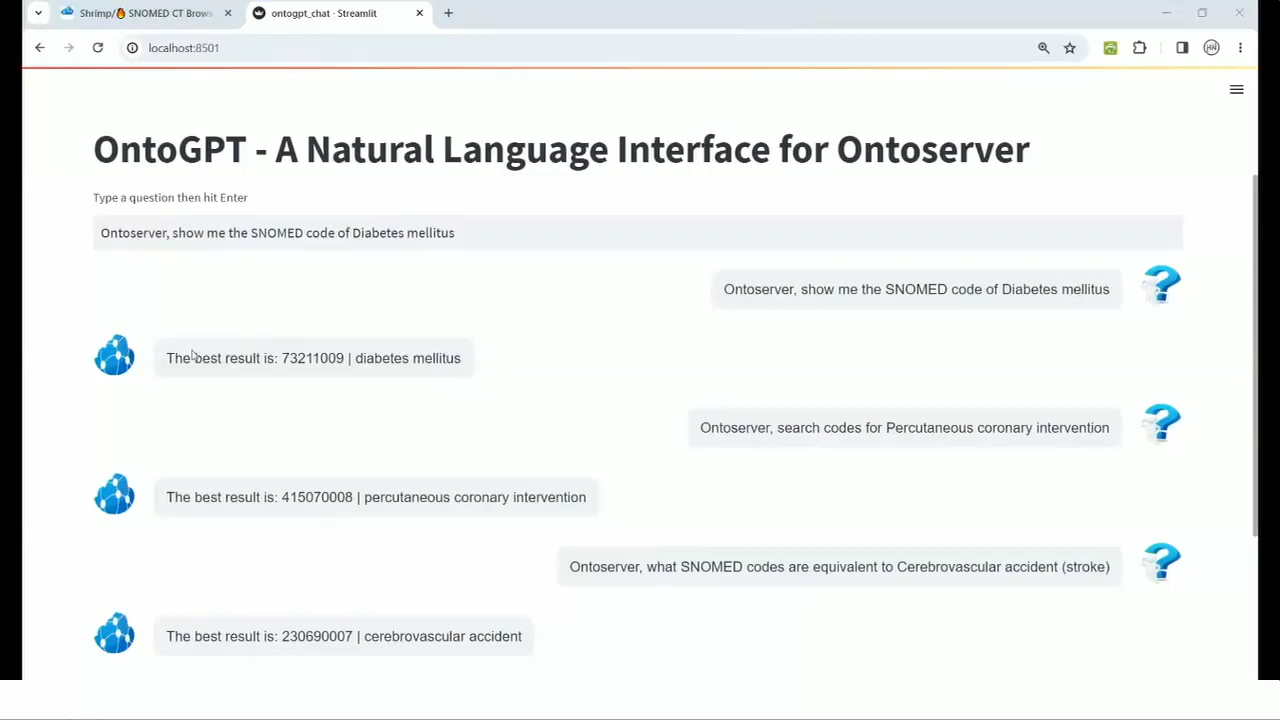 Shrimp/🔥 SNOMED CT Brows
ontogpt_chat · Streamlit
localhost:8501
HN
OntoGPT - A Natural Language Interface for Ontoserver
Type a question then hit Enter
Ontoserver, show me the SNOMED code of Diabetes mellitus
Ontoserver, show me the SNOMED code of Diabetes mellitus
The best result is: 73211009 | diabetes mellitus
Ontoserver, search codes for Percutaneous coronary intervention
The best result is: 415070008 | percutaneous coronary intervention
Ontoserver, what SNOMED codes are equivalent to Cerebrovascular accident (stroke)
The best result is: 230690007 | cerebrovascular accident